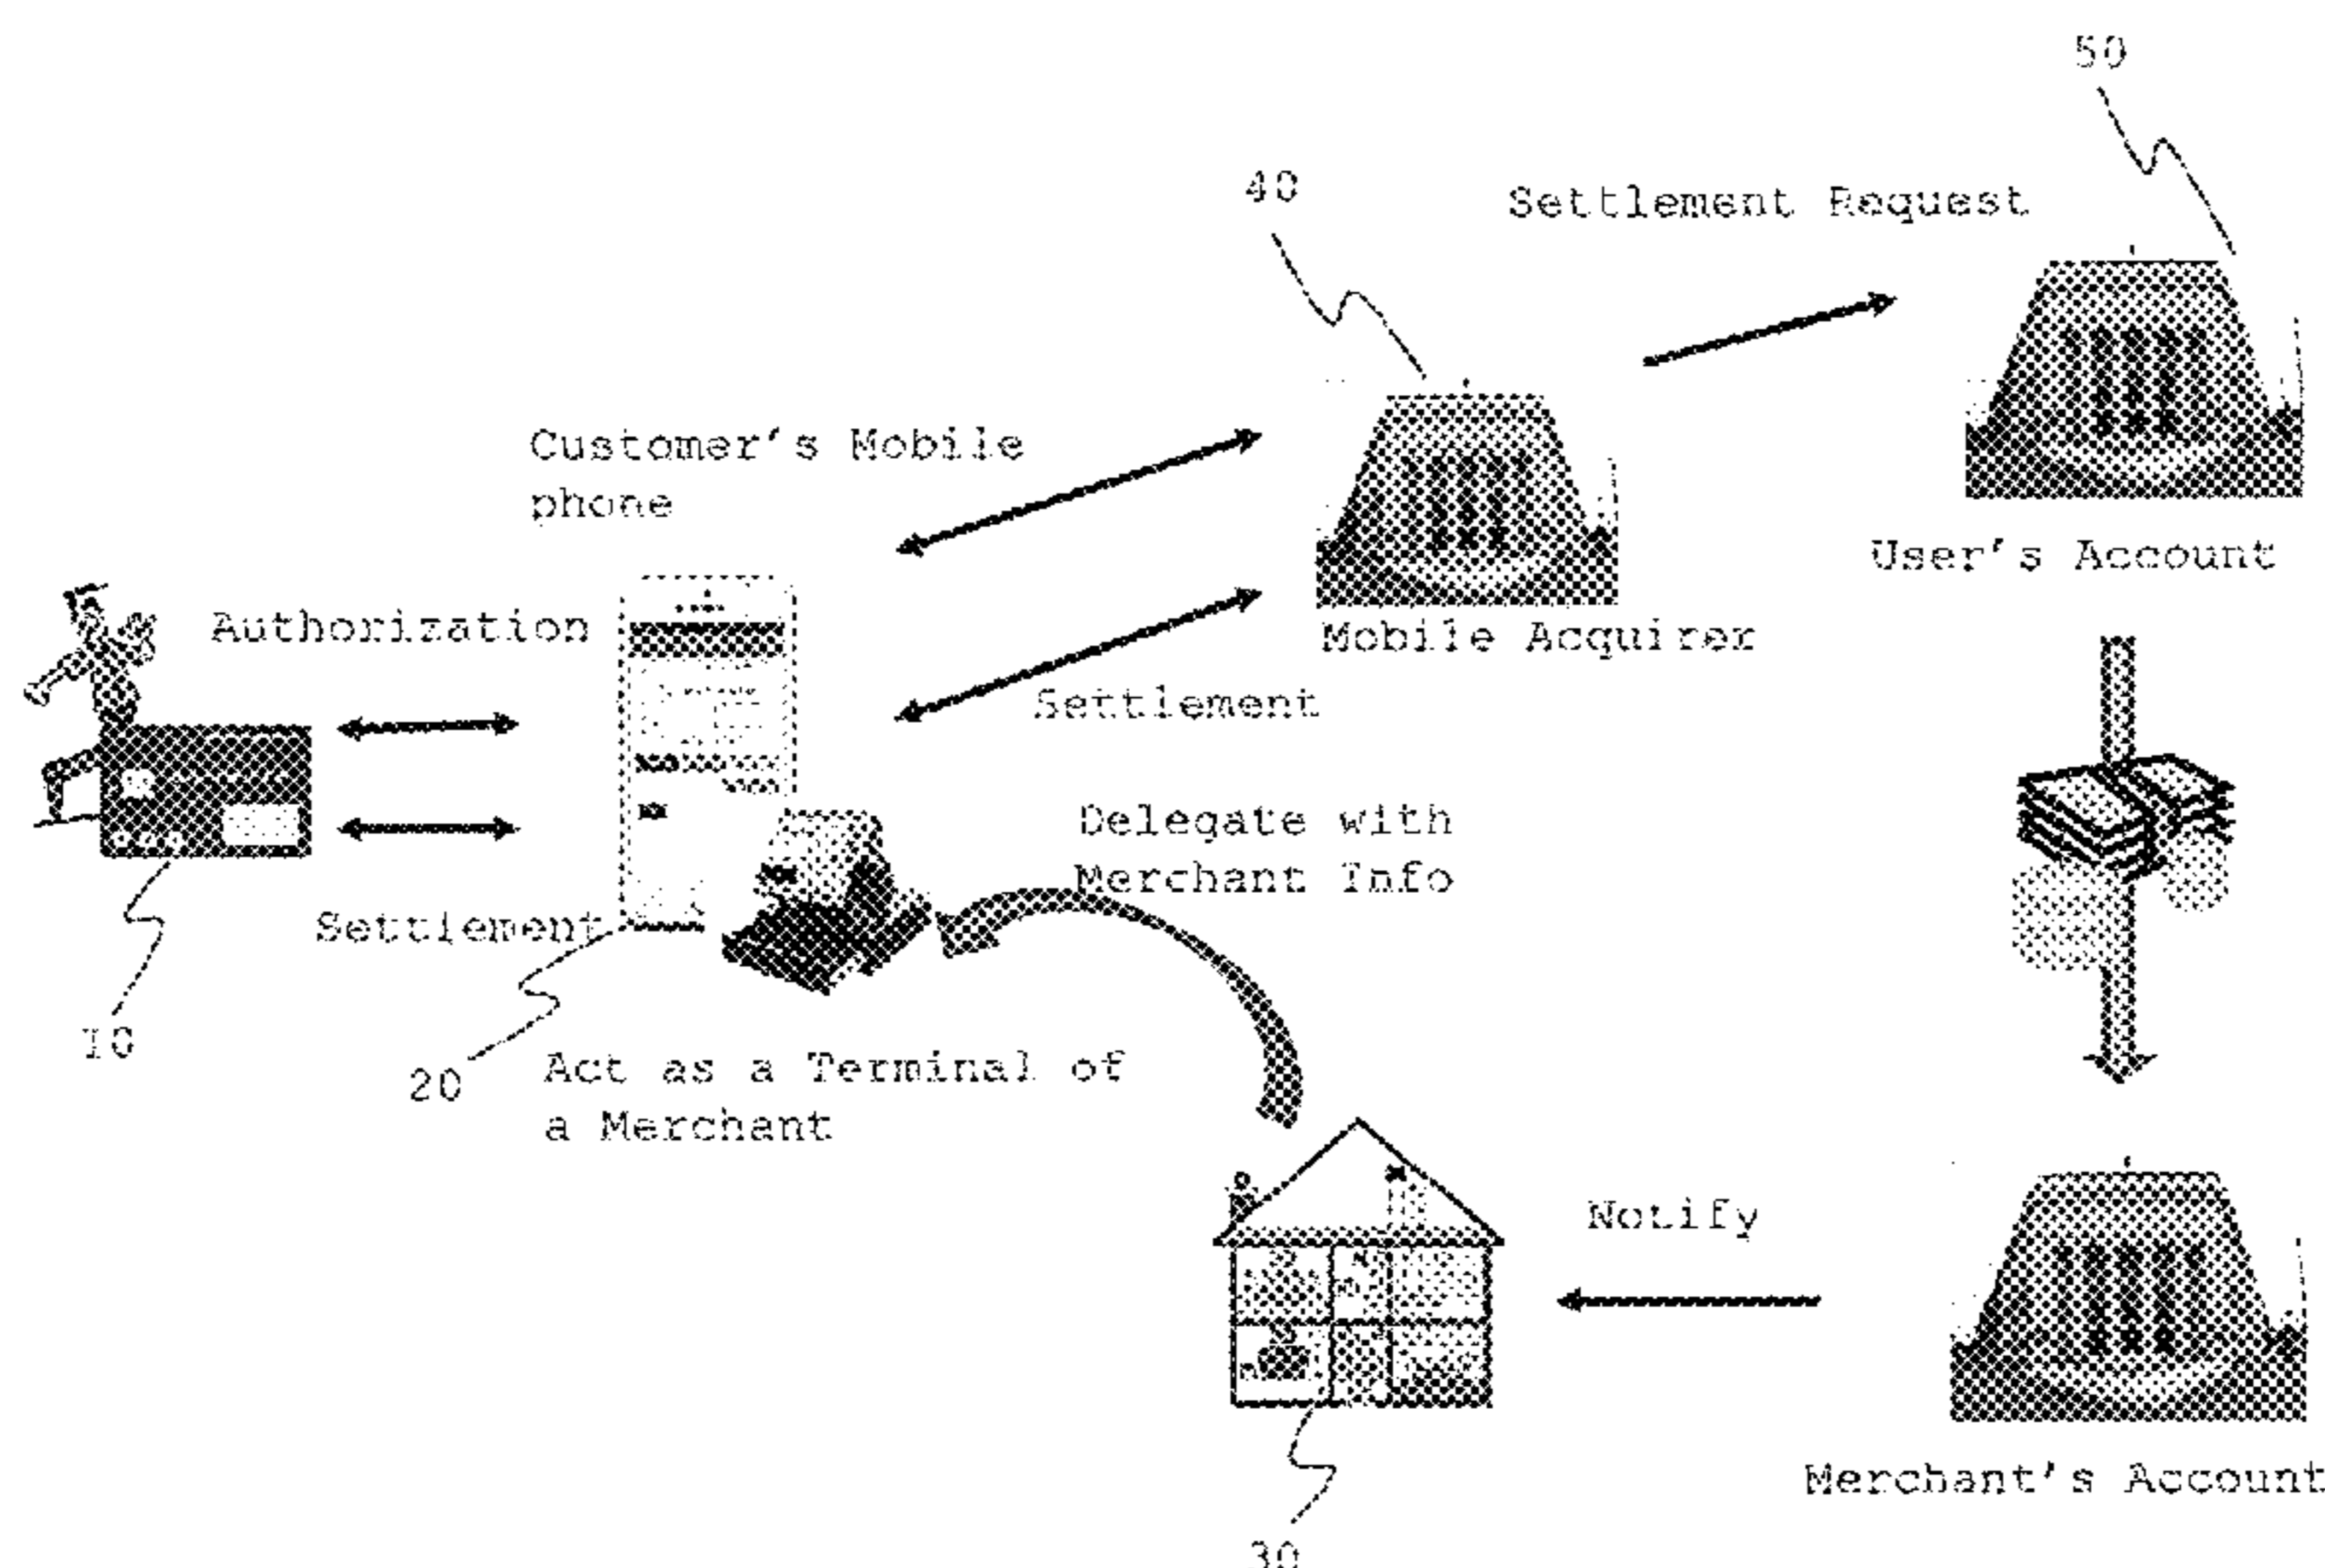 50
40
Settlement Request
Customer's Mobile
phone
User's Account
Authorization
Mobile Acquirer
Settlement
Delegate with
Merchant Info
Settlement
10
20
Act as a Terminal of
a Merchant
Notify
Merchant's Account
30